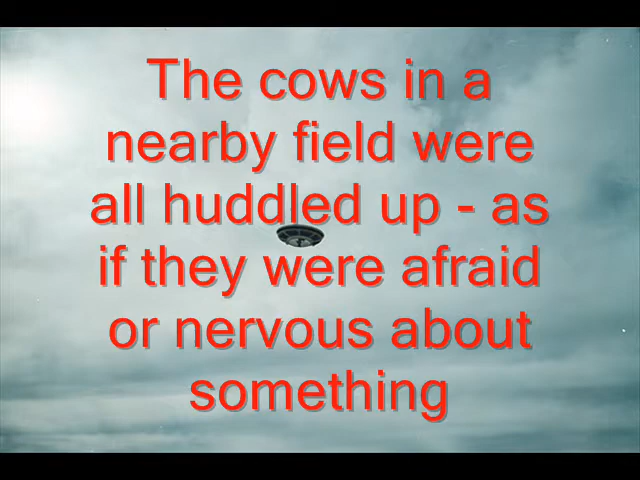 The cows in a
nearby field were
all huddled up - as
if they were afraid
or nervous about
something